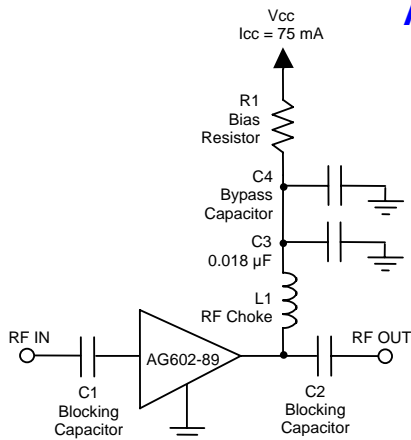 Vcc
Icc = 75 mA
R1
Bias
Resistor
C4
Bypass
Capacitor
C3
0.018 µF
L1
RF Choke
RF IN
AG602-89
RF OUT
C1
Blocking
Capacitor
C2
Blocking
Capacitor